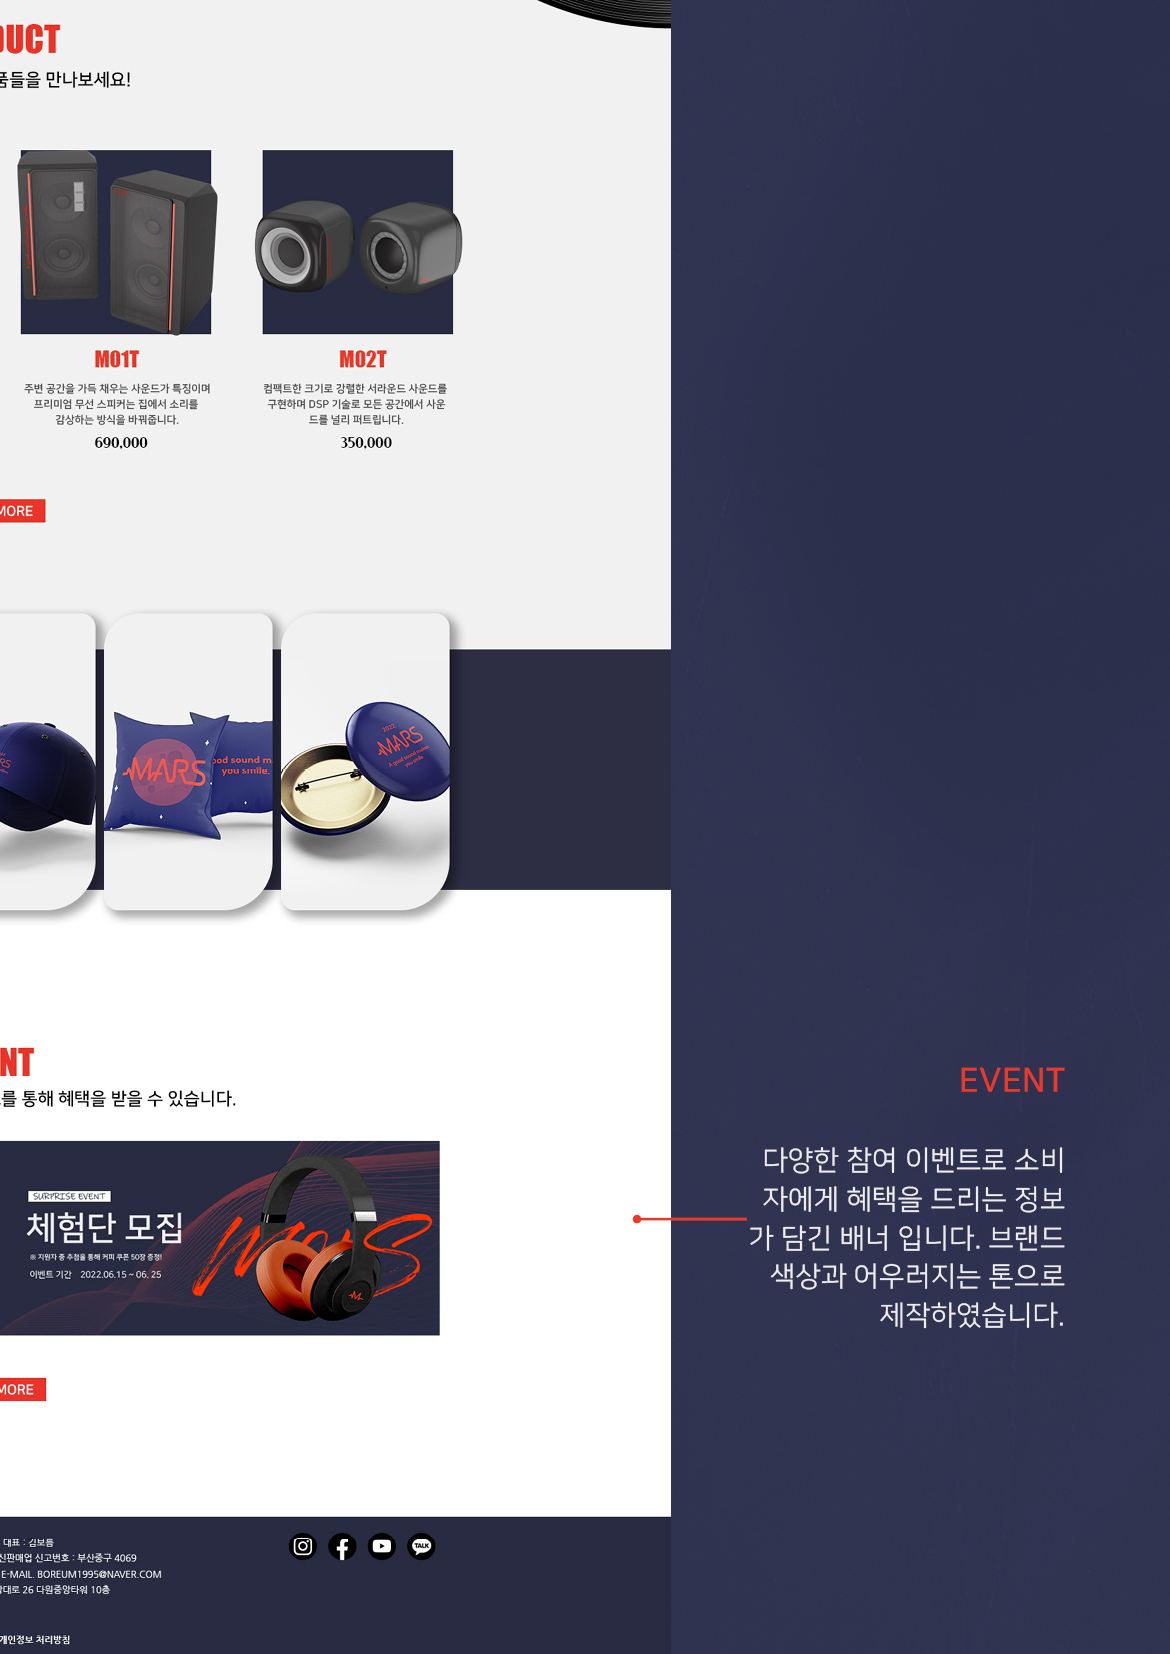 DUCT
품들을 만나보세요!
M01T
주변 공간을 가득 채우는 사운드가 특징이며
프리미엄 무선 스피커는 집에서 소리를
감상하는 방식을 바꿔줍니다.
690,000
M02T
컴팩트한 크기로 강렬한 서라운드 사운드를
구현하며 DSP 기술로 모든 공간에서 사운
드를 널리 퍼트립니다.
350,000
MORE
MARS
good sound m
you smile,
2022
MARS
A good sound makes
you smile
NT
를 통해 혜택을 받을 수 있습니다.
SURPRISE EVENT
체험단 모집
※ 지원자 중 추첨을 통해 커피 쿠폰 50장 증정!
이벤트 기간 2022.06.15 ~ 06. 25
Mars
MORE
EVENT
다양한 참여 이벤트로 소비
자에게 혜택을 드리는 정보
가 담긴 배너 입니다. 브랜드
색상과 어우러지는 톤으로
제작하였습니다.
대표 : 김보름
신판매업 신고번호 : 부산중구 4069
E-MAIL. BOREUM1995@NAVER.COM
앙대로 26 다원중앙타워 10층
TALK
개인정보 처리방침